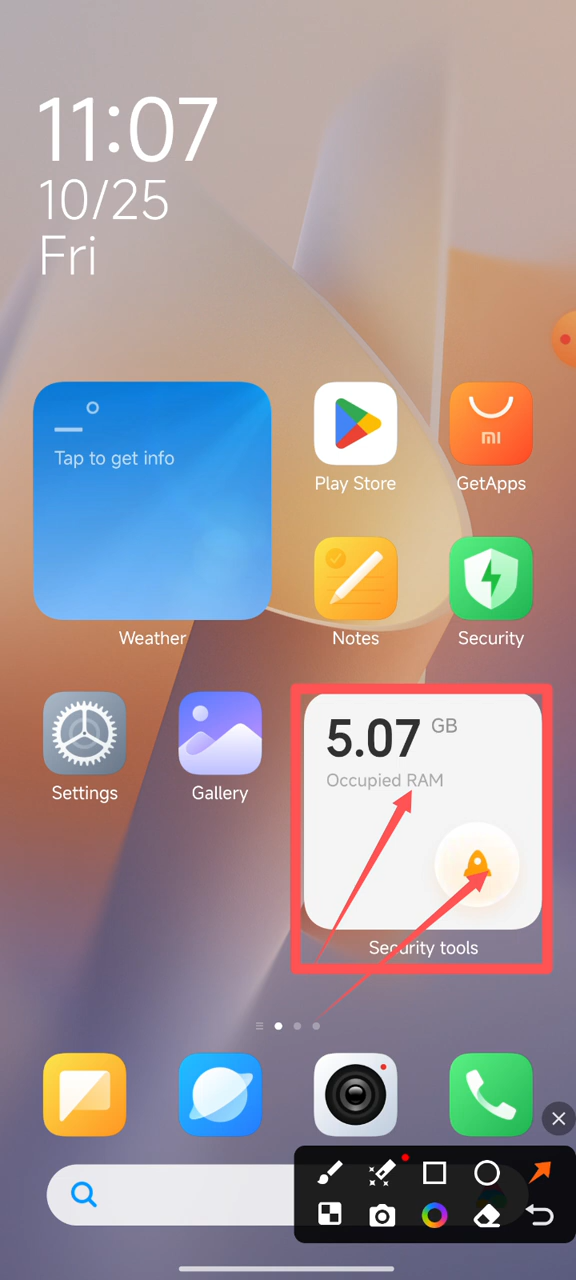 11:07
10/25
Fri
Tap to get info
Play Store
mi
GetApps
Weather
Notes
Security
5.07 GB
Occupied RAM
Settings
Gallery
Security tools